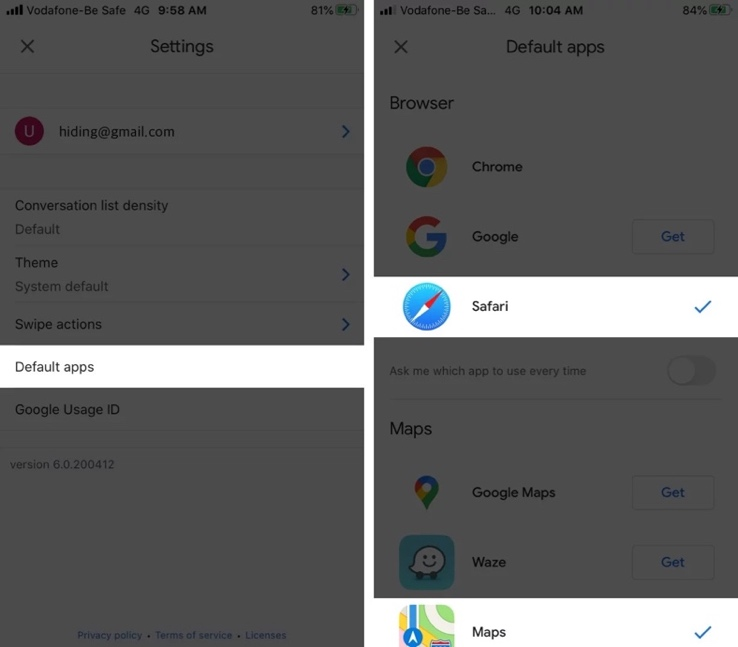 Vodafone-Be Safe 4G 9:58 AM 81%
Settings
U
hiding@gmail.com
Conversation list density
Default
Theme
System default
Swipe actions
Default apps
Google Usage ID
version 6.0.200412
Privacy policy • Terms of service • Licenses
Vodafone-Be Sa... 4G 10:04 AM 84%
Default apps
Browser
Chrome
Google Get
Safari
Ask me which app to use every time
Maps
Google Maps Get
Waze Get
Maps